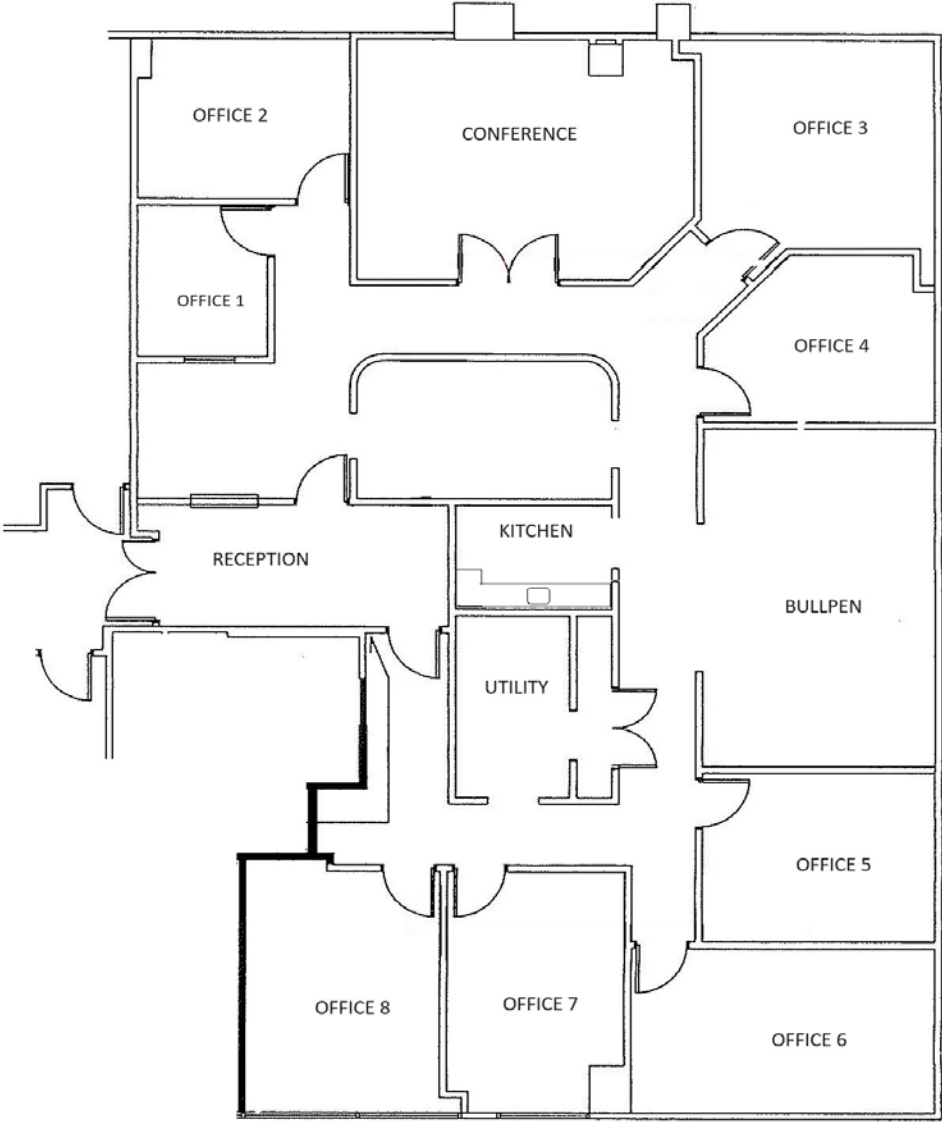 OFFICE 2
CONFERENCE
OFFICE 3
OFFICE 1
OFFICE 4
KITCHEN
RECEPTION
BULLPEN
UTILITY
OFFICE 5
OFFICE 8
OFFICE 7
OFFICE 6